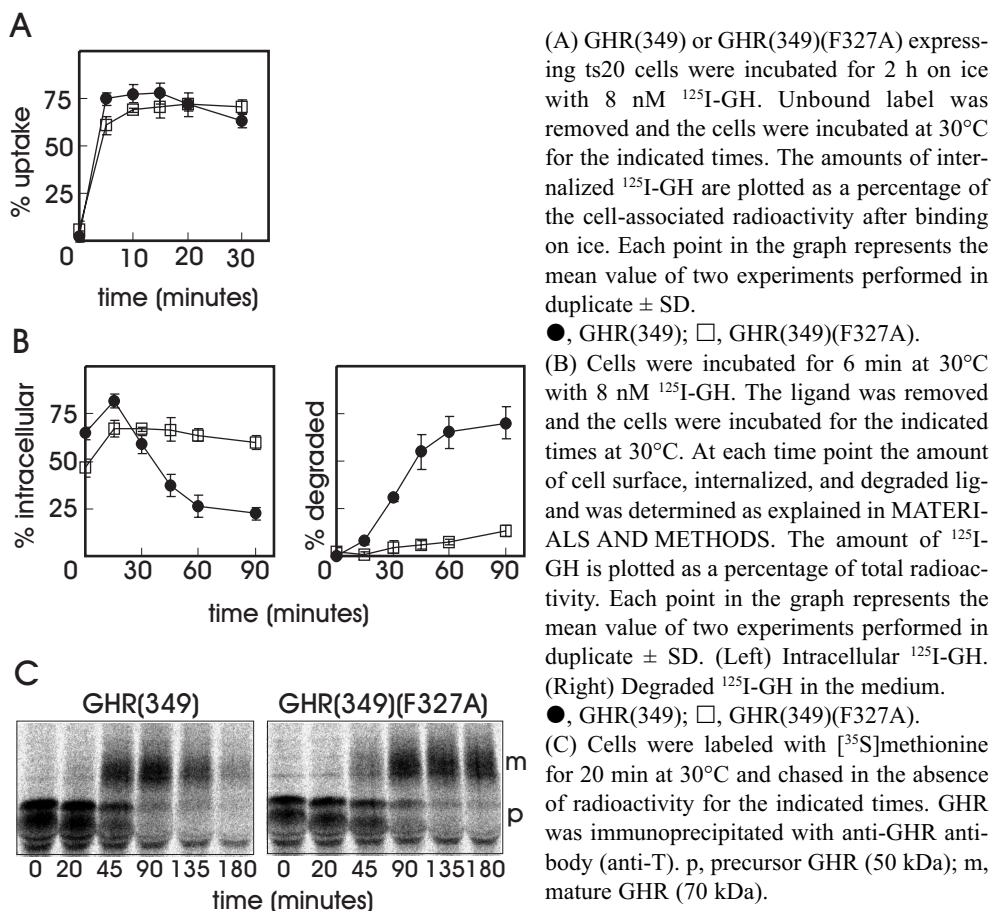 A
% uptake
75
50
25
0 10 20 30
time (minutes)
B
% intracellular
75
50
25
0 30 60 90
% degraded
0 30 60 90
time (minutes)
C
GHR(349) GHR(349)(F327A)
m
p
0 20 45 90 135 180 0 20 45 90 135 180
time (minutes)
(A) GHR(349) or GHR(349)(F327A) express-
ing ts20 cells were incubated for 2 h on ice
with 8 nM ¹²⁵I-GH. Unbound label was
removed and the cells were incubated at 30°C
for the indicated times. The amounts of inter-
nalized ¹²⁵I-GH are plotted as a percentage of
the cell-associated radioactivity after binding
on ice. Each point in the graph represents the
mean value of two experiments performed in
duplicate ± SD.
●, GHR(349); □, GHR(349)(F327A).
(B) Cells were incubated for 6 min at 30°C
with 8 nM ¹²⁵I-GH. The ligand was removed
and the cells were incubated for the indicated
times at 30°C. At each time point the amount
of cell surface, internalized, and degraded lig-
and was determined as explained in MATERI-
ALS AND METHODS. The amount of ¹²⁵I-
GH is plotted as a percentage of total radioac-
tivity. Each point in the graph represents the
mean value of two experiments performed in
duplicate ± SD. (Left) Intracellular ¹²⁵I-GH.
(Right) Degraded ¹²⁵I-GH in the medium.
●, GHR(349); □, GHR(349)(F327A).
(C) Cells were labeled with [³⁵S]methionine
for 20 min at 30°C and chased in the absence
of radioactivity for the indicated times. GHR
was immunoprecipitated with anti-GHR anti-
body (anti-T). p, precursor GHR (50 kDa); m,
mature GHR (70 kDa).